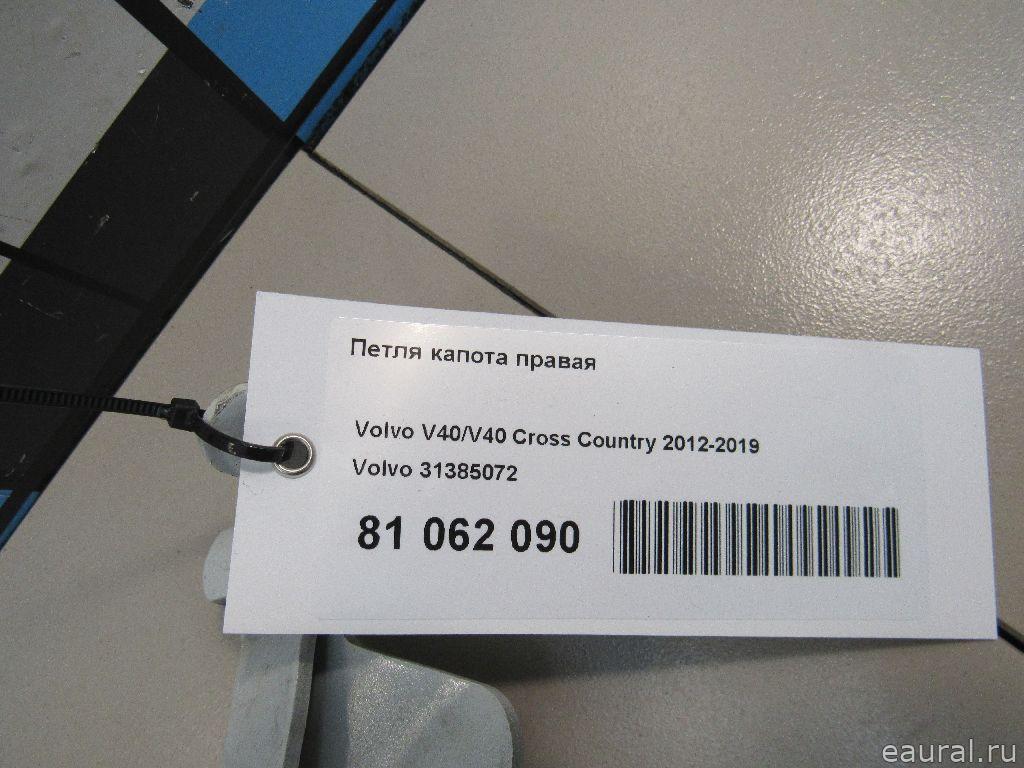 Петля капота правая
Volvo V40/V40 Cross Country 2012-2019
Volvo 31385072
81 062 090
eaural.ru